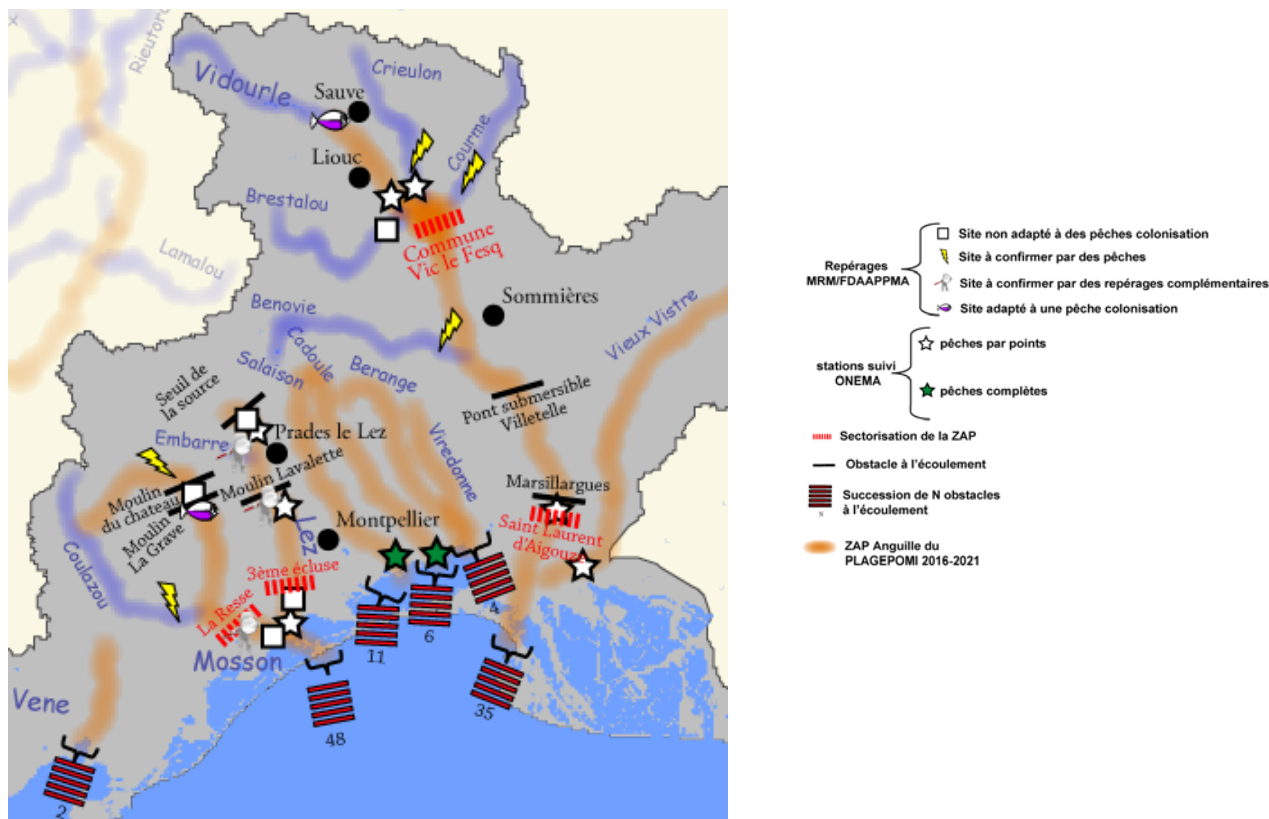 Rieutord
Vidourle
Crieulon
Sauve
Courme
Liouc
Brestalou
Commune
Vic le Fesq
Lamalou
Benovie
Sommières
Vieux Vistre
Cadoule
Salaison
Berange
Seuil de
la source
Pont submersible
Villetelle
Embarre
Prades le Lez
Viredonne
Moulin Lavalette
Moulin
du chateau
Marsillargues
Moulin
La Grave
Lez
Montpellier
Saint Laurent
d'Aigouze
Coulazou
3ème écluse
La Resse
4
6
11
Mosson
Vene
35
48
2
Repérages
MRM/FDAAPPMA
Site non adapté à des pêches colonisation
Site à confirmer par des pêches
Site à confirmer par des repérages complémentaires
Site adapté à une pêche colonisation
stations suivi
ONEMA
pêches par points
pêches complètes
Sectorisation de la ZAP
Obstacle à l'écoulement
Succession de N obstacles
à l'écoulement
N
ZAP Anguille du
PLAGEPOMI 2016-2021